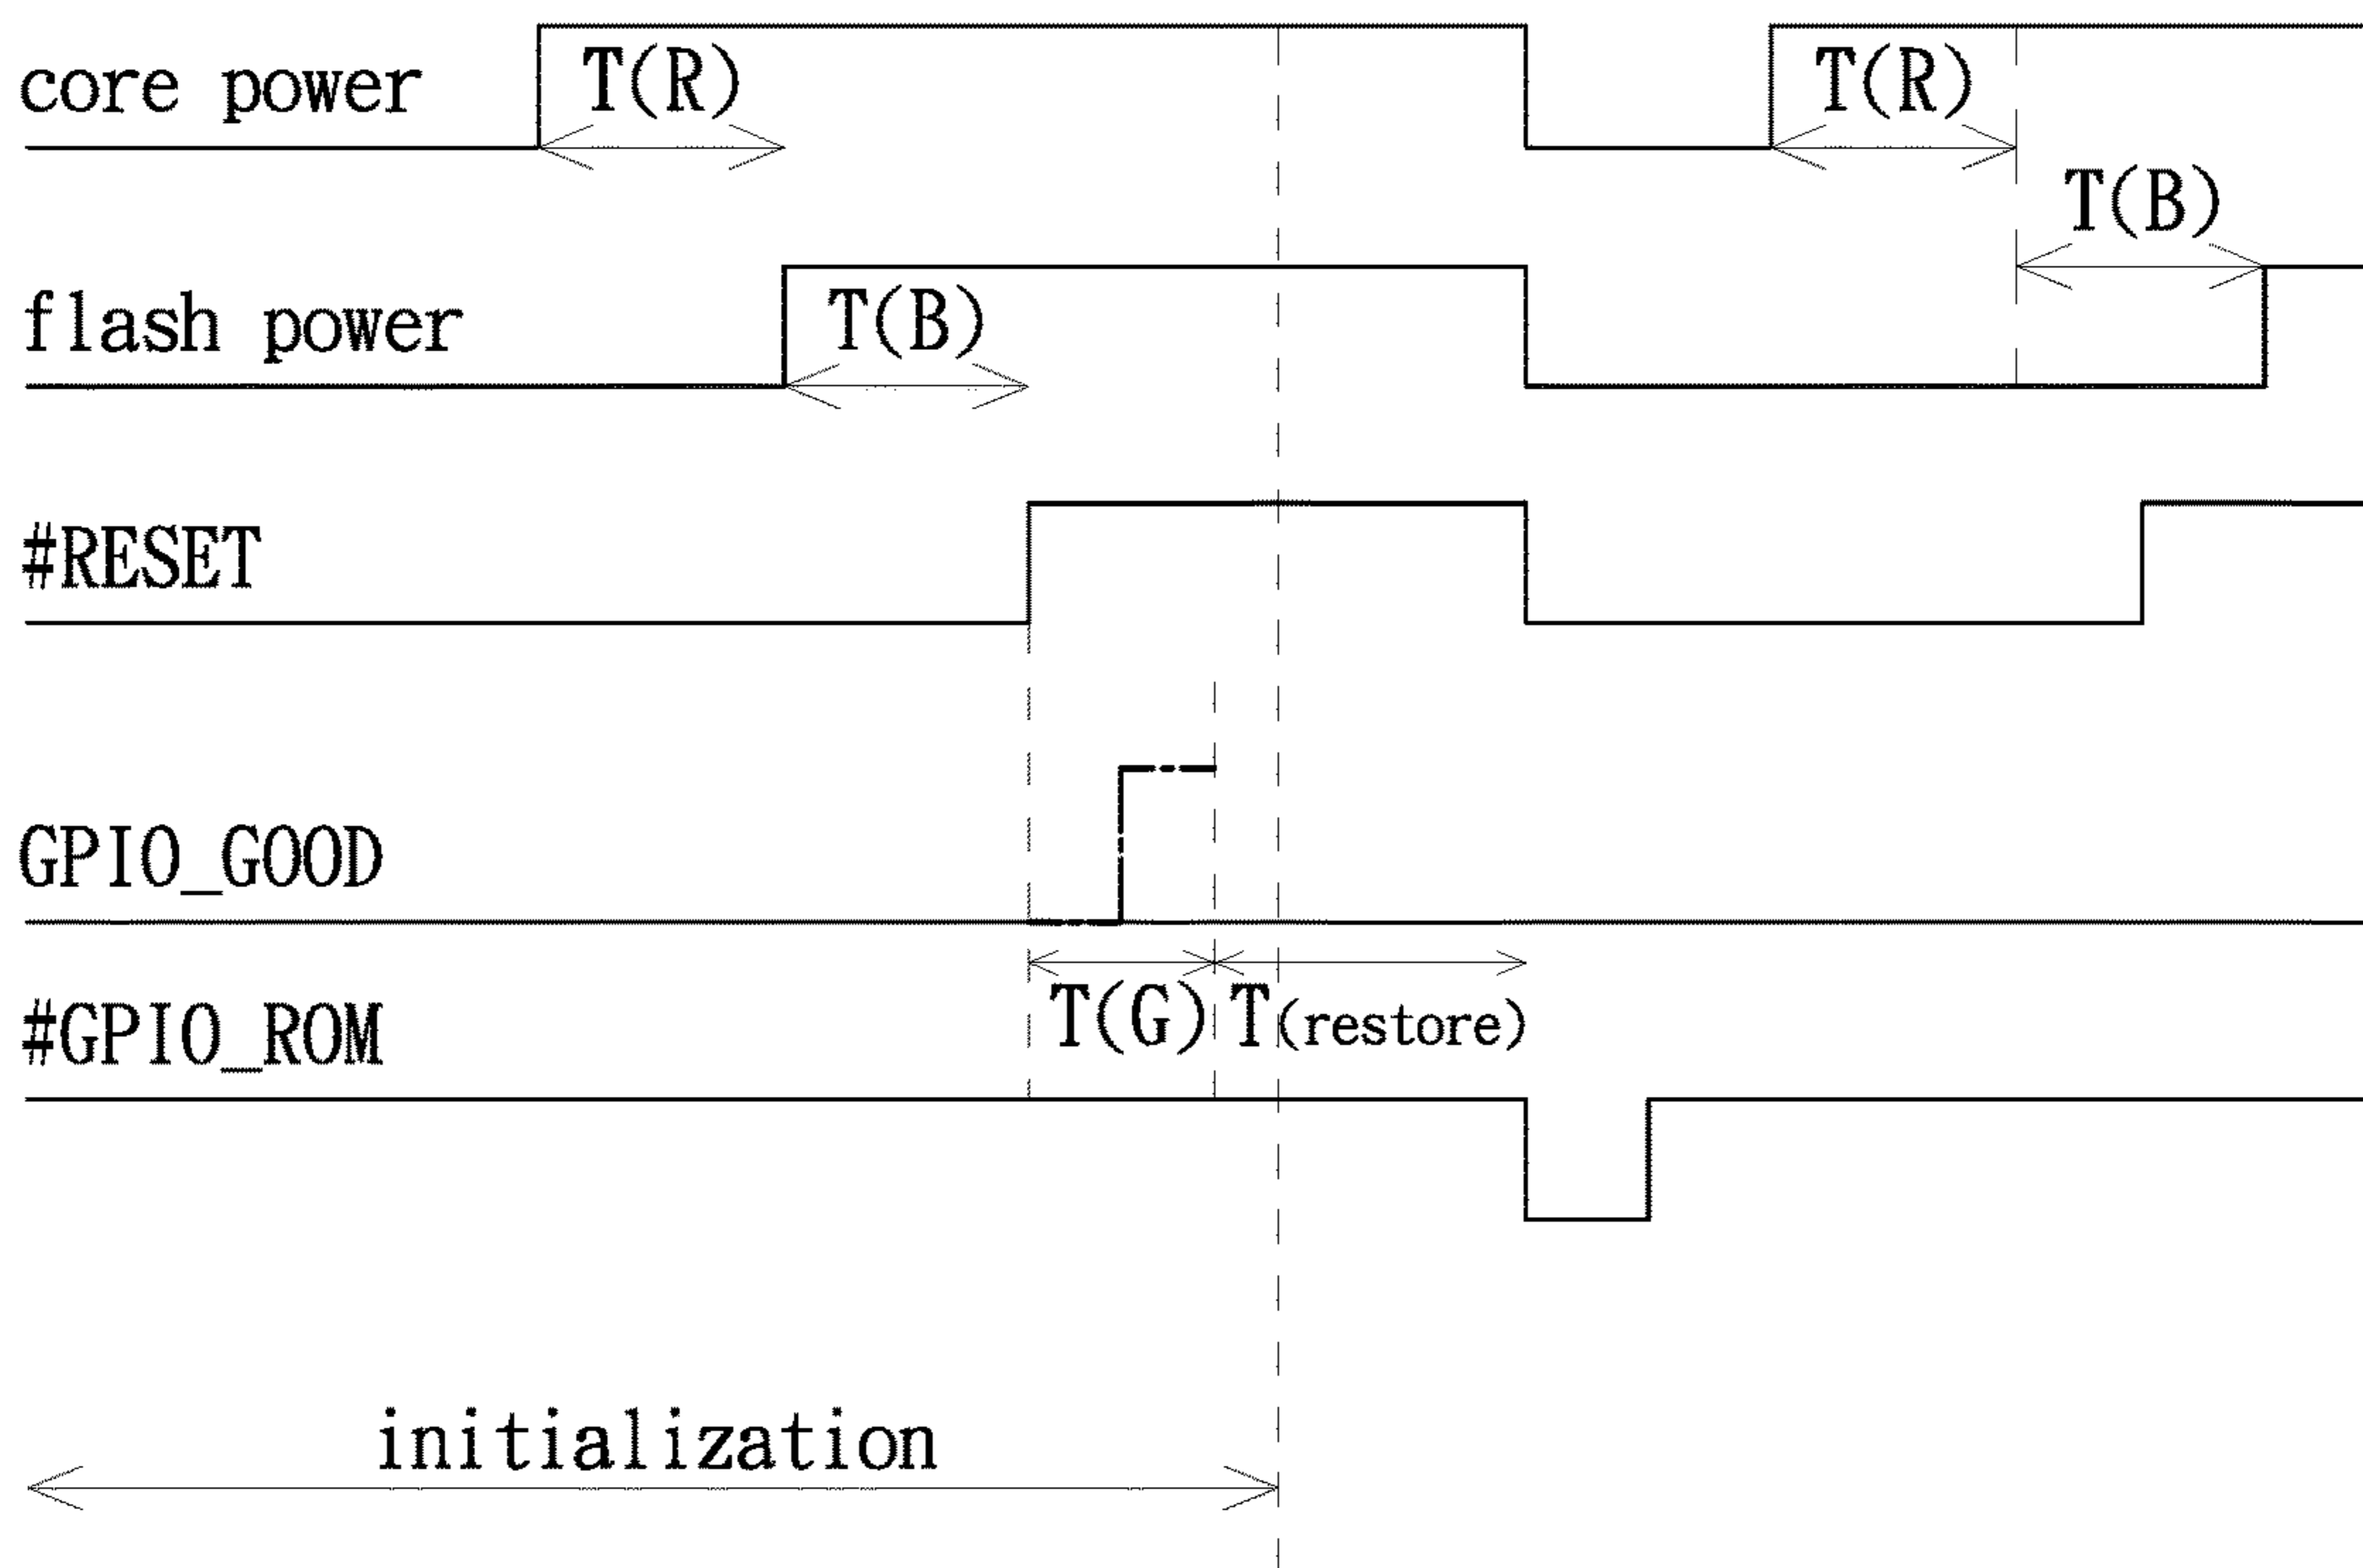 core power
T(R)
T(R)
T(B)
flash power
T(B)
#RESET
GPIO_GOOD
T(G)
T(restore)
#GPIO_ROM
initialization